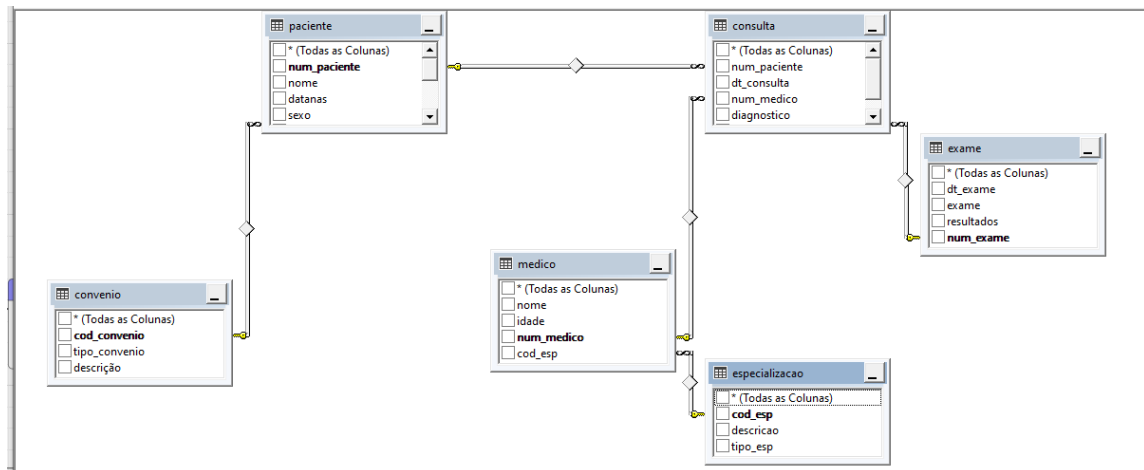 paciente
* (Todas as Colunas)
num_paciente
nome
datanas
sexo
consulta
* (Todas as Colunas)
num_paciente
dt_consulta
num_medico
diagnostico
exame
* (Todas as Colunas)
dt_exame
exame
resultados
num_exame
medico
* (Todas as Colunas)
nome
idade
num_medico
cod_esp
convenio
* (Todas as Colunas)
cod_convenio
tipo_convenio
descrição
especializacao
* (Todas as Colunas)
cod_esp
descricao
tipo_esp